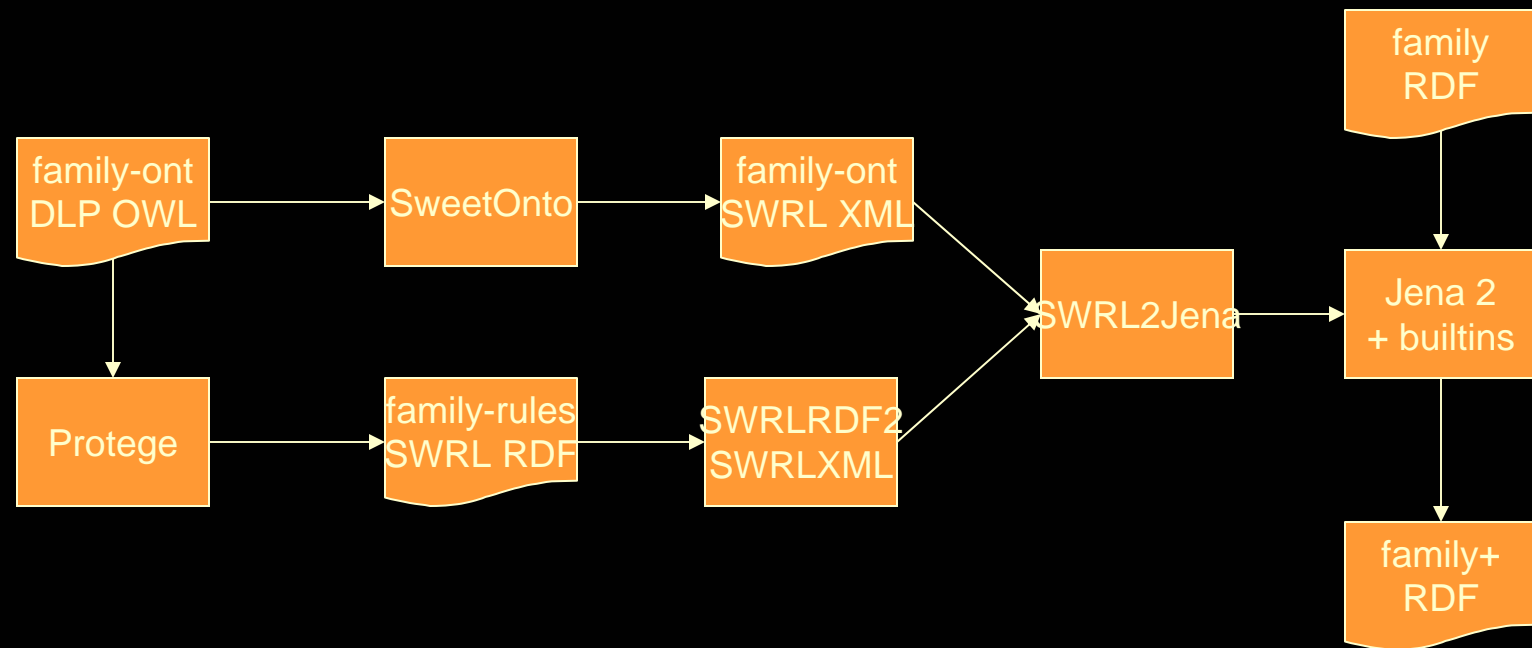 family
RDF
family-ont
DLP OWL
SweetOnto
family-ont
SWRL XML
SWRL2Jena
Jena 2
+ builtins
Protege
family-rules
SWRL RDF
SWRLRDF2
SWRLXML
family+
RDF